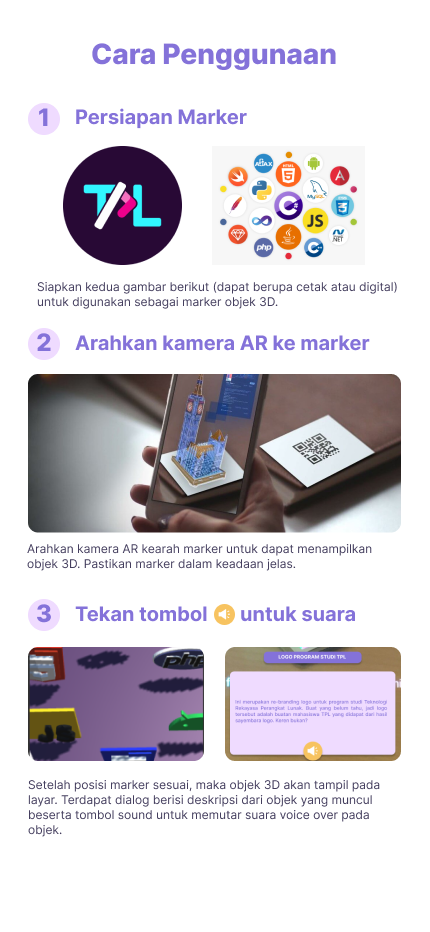 Cara Penggunaan
1 Persiapan Marker
TPL
AJAX
HTML
5
MySQL
C#
JS
3
.NET
php
Java
C++
Siapkan kedua gambar berikut (dapat berupa cetak atau digital)
untuk digunakan sebagai marker objek 3D.
2 Arahkan kamera AR ke marker
Arahkan kamera AR kearah marker untuk dapat menampilkan
objek 3D. Pastikan marker dalam keadaan jelas.
3 Tekan tombol untuk suara
php
JS
LOGO PROGRAM STUDI TPL
Ini merupakan re-branding logo untuk program studi Teknologi
Rekayasa Perangkat Lunak. Buat yang belum tahu, jadi logo
tersebut adalah buatan mahasiswa TPL yang didapat dari hasil
sayembara logo. Keren bukan?
Setelah posisi marker sesuai, maka objek 3D akan tampil pada
layar. Terdapat dialog berisi deskripsi dari objek yang muncul
beserta tombol sound untuk memutar suara voice over pada
objek.